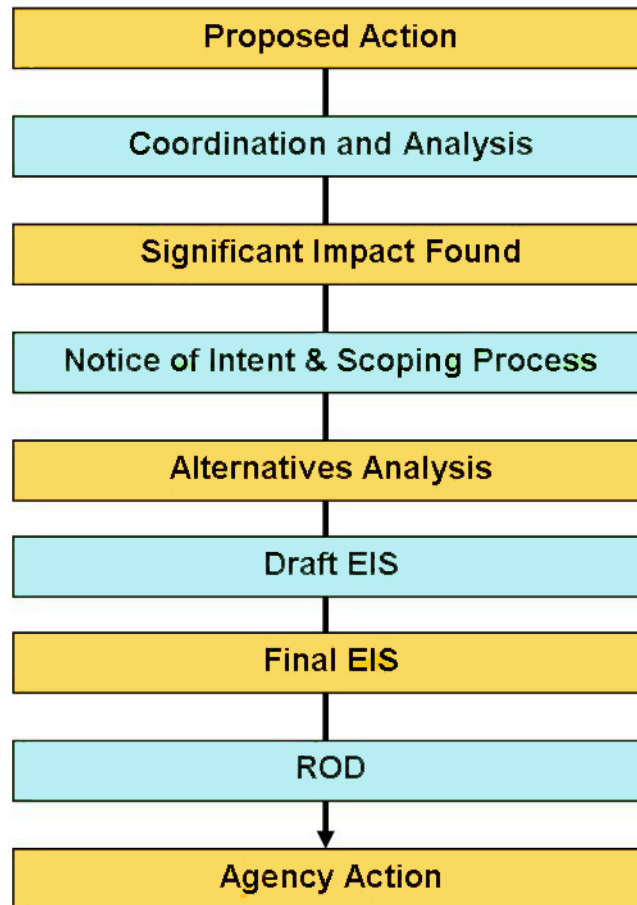 Proposed Action
Coordination and Analysis
Significant Impact Found
Notice of Intent & Scoping Process
Alternatives Analysis
Draft EIS
Final EIS
ROD
Agency Action